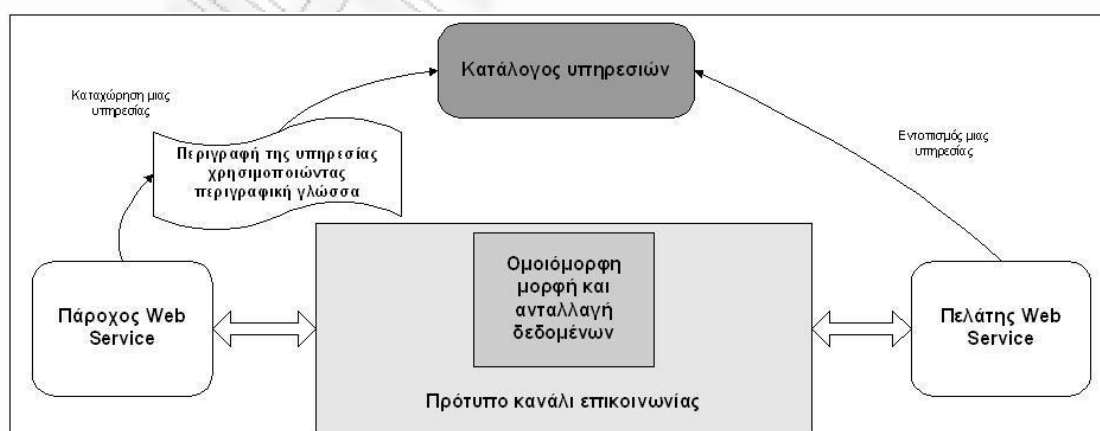 Κατάλογος υπηρεσιών
Καταχώρηση μιας
υπηρεσίας
Περιγραφή της υπηρεσίας
χρησιμοποιώντας
περιγραφική γλώσσα
Εντοπισμός μιας
υπηρεσίας
Πάροχος Web
Service
Ομοιόμορφη
μορφή και
ανταλλαγή
δεδομένων
Πρότυπο κανάλι επικοινωνίας
Πελάτης Web
Service